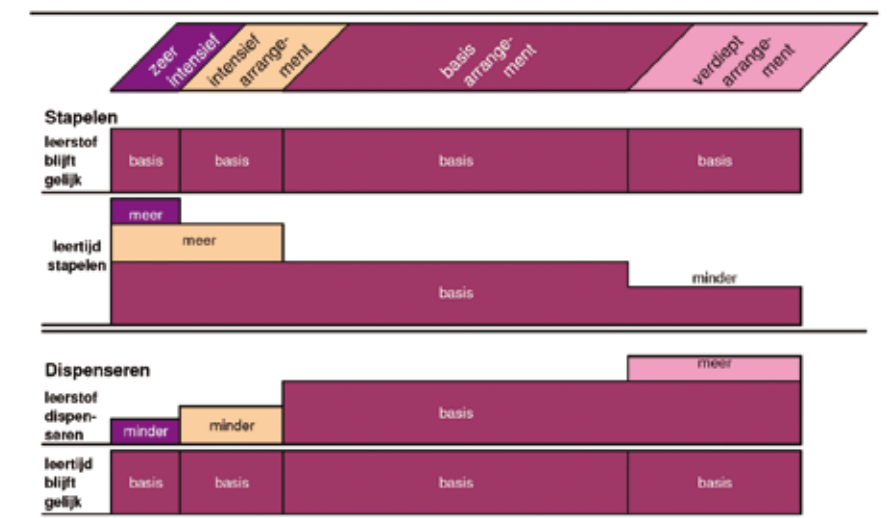 zeer
intensief
intensief
arrange-
ment
basis
arrange-
ment
verdiept
arrange-
ment
Stapelen
leerstof
blijft
gelijk
basis basis basis basis
meer
meer
leertijd
stapelen
minder
basis
Dispenseren
meer
leerstof
dispen-
seren
basis
minder minder
leertijd
blijft
gelijk
basis basis basis basis